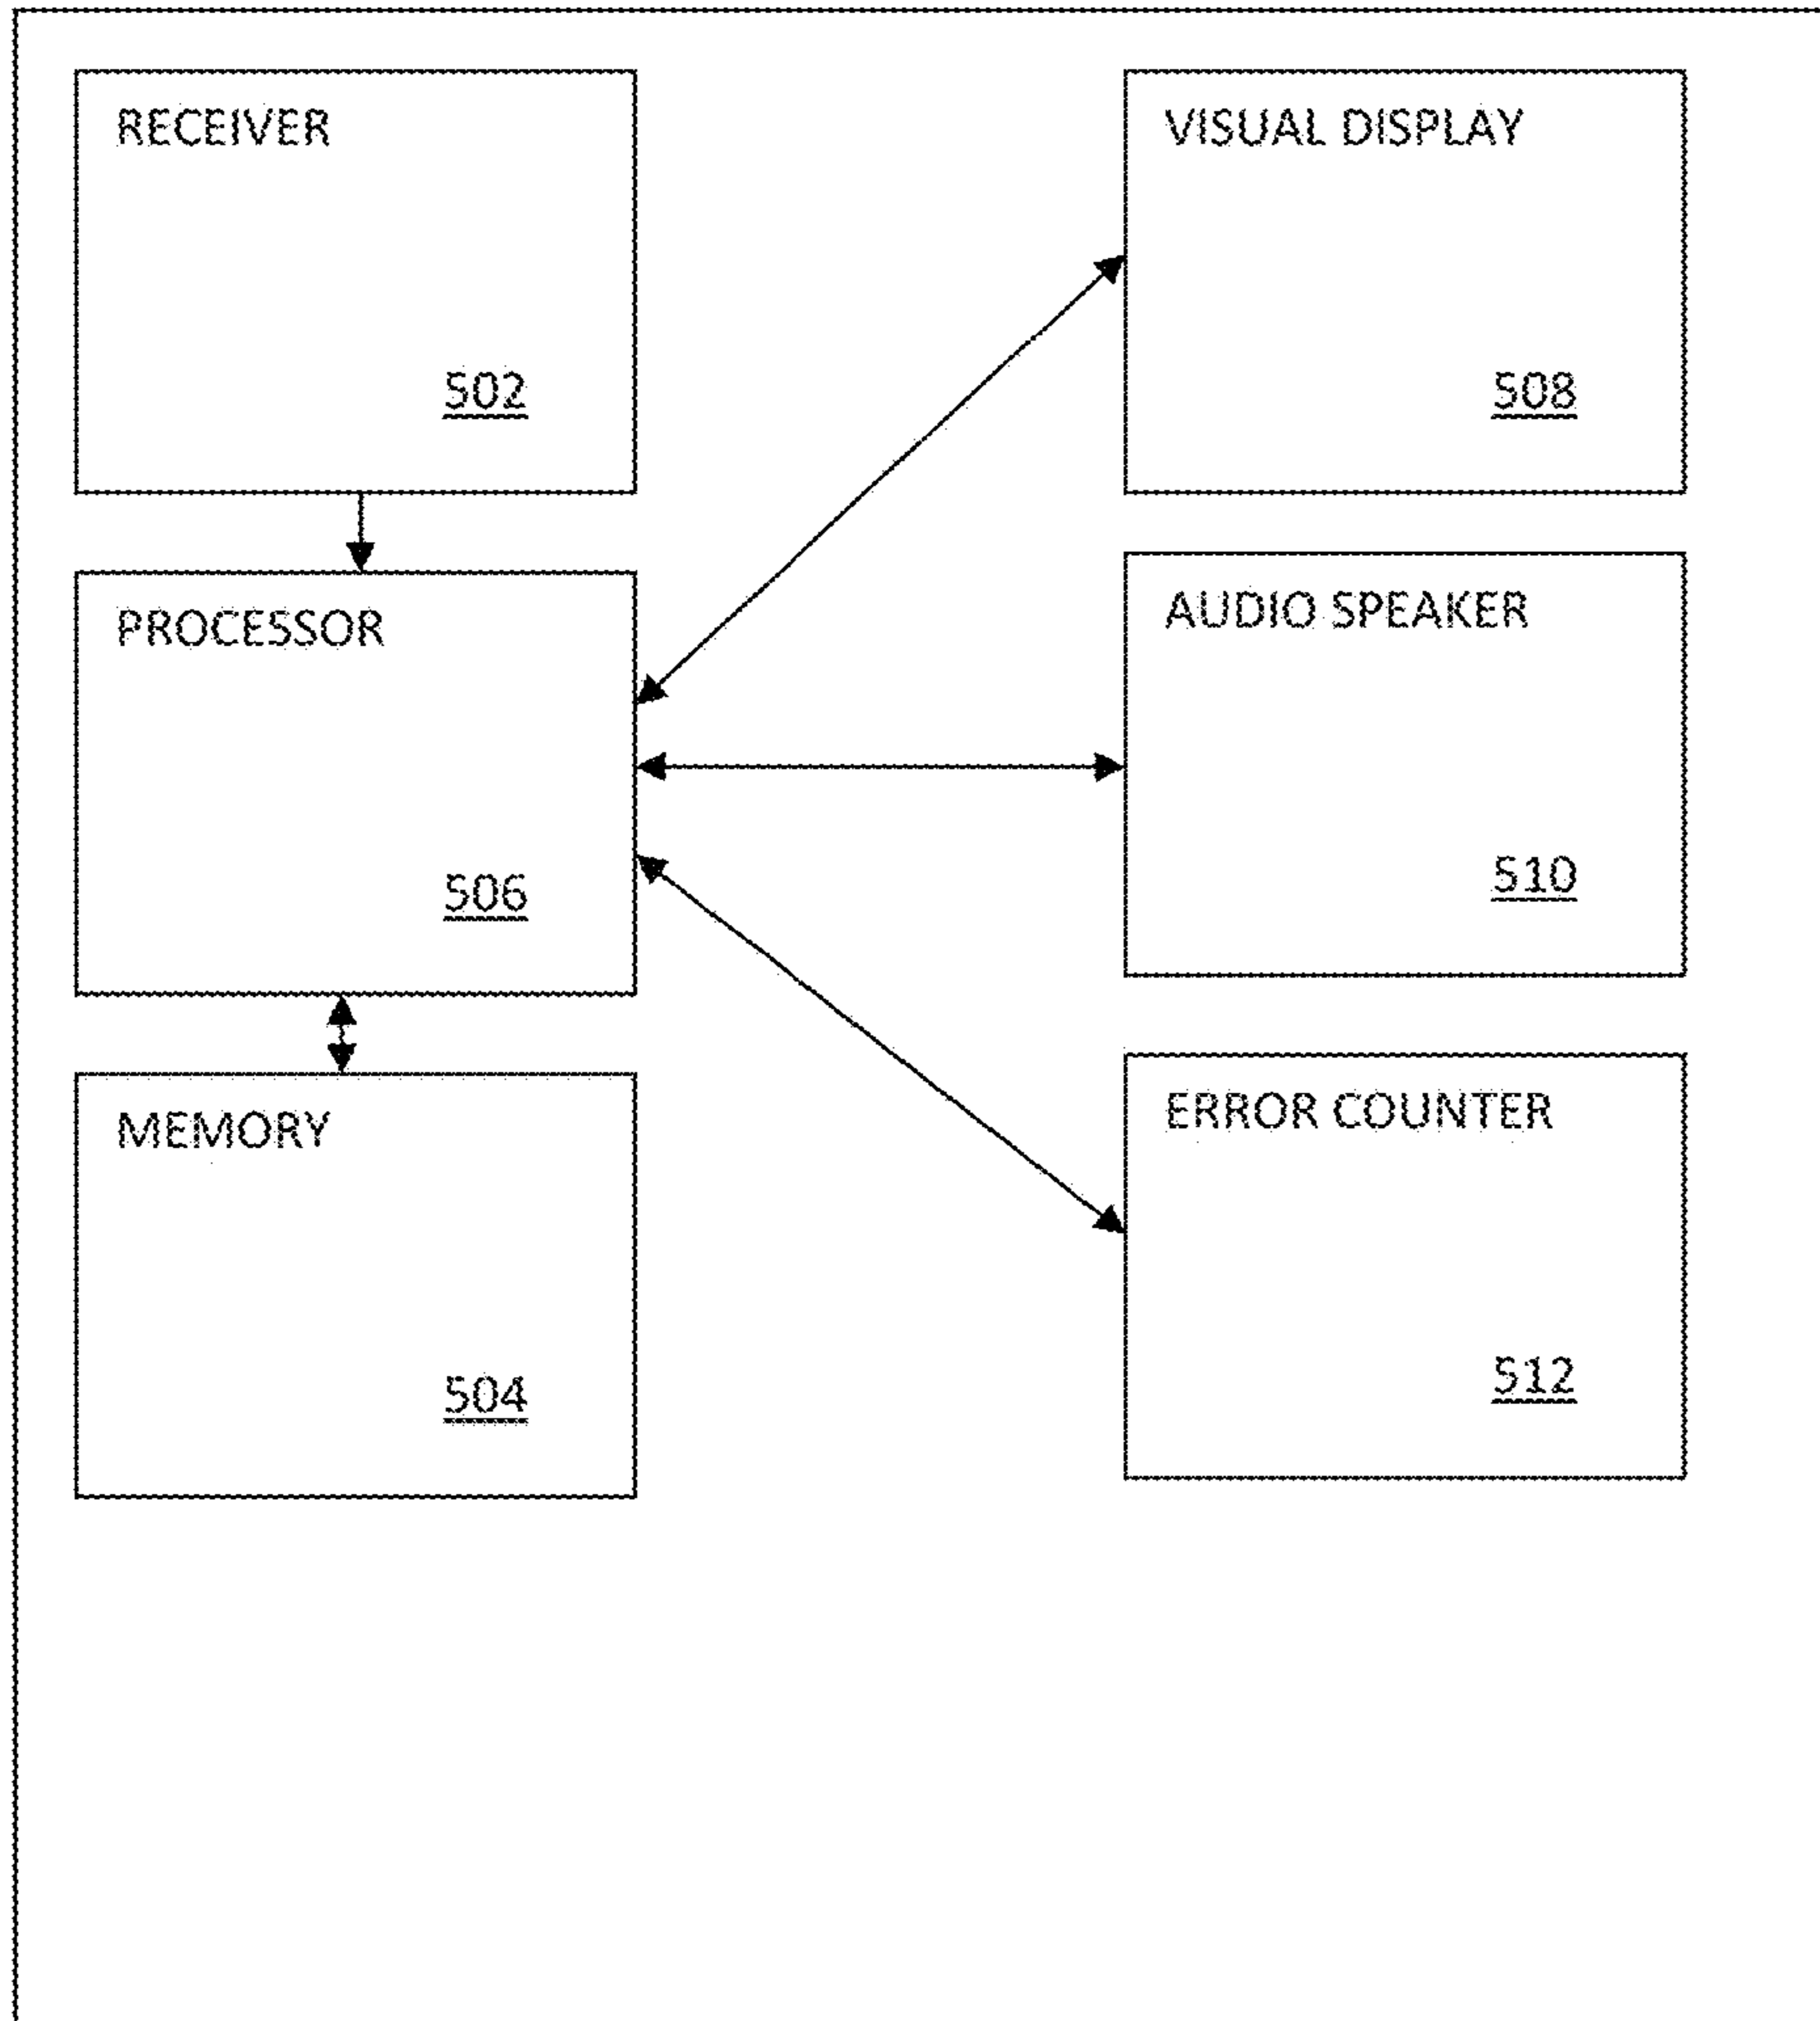 RECEIVER
502
PROCESSOR
506
MEMORY
504
VISUAL DISPLAY
508
AUDIO SPEAKER
510
ERROR COUNTER
512